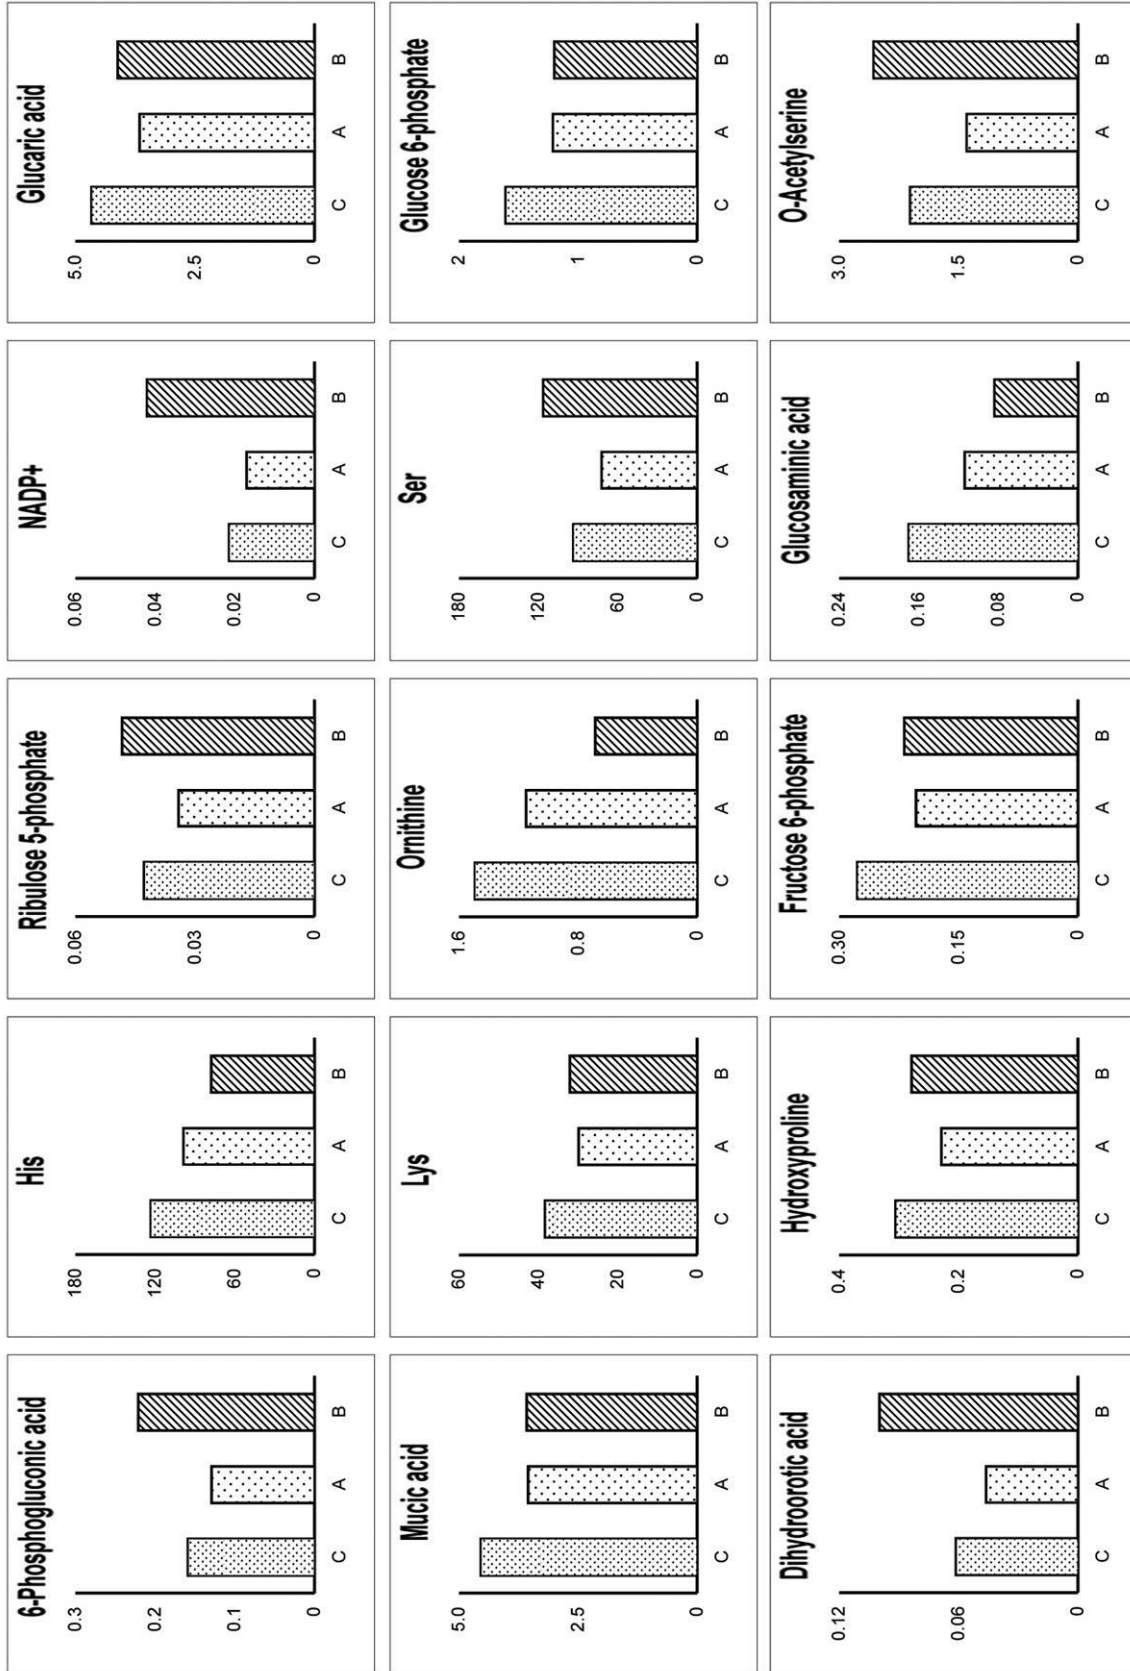 6-Phosphogluconic acid
0.3
0.2
0.1
0
C A B
His
180
120
60
0
C A B
Ribulose 5-phosphate
0.06
0.03
0
C A B
NADP+
0.06
0.04
0.02
0
C A B
Glucaric acid
5.0
2.5
0
C A B
Mucic acid
5.0
2.5
0
C A B
Lys
60
40
20
0
C A B
Ornithine
1.6
0.8
0
C A B
Ser
180
120
60
0
C A B
Glucose 6-phosphate
2
1
0
C A B
Dihydroorotic acid
0.12
0.06
0
C A B
Hydroxyproline
0.4
0.2
0
C A B
Fructose 6-phosphate
0.30
0.15
0
C A B
Glucosaminic acid
0.24
0.16
0.08
0
C A B
O-Acetylserine
3.0
1.5
0
C A B